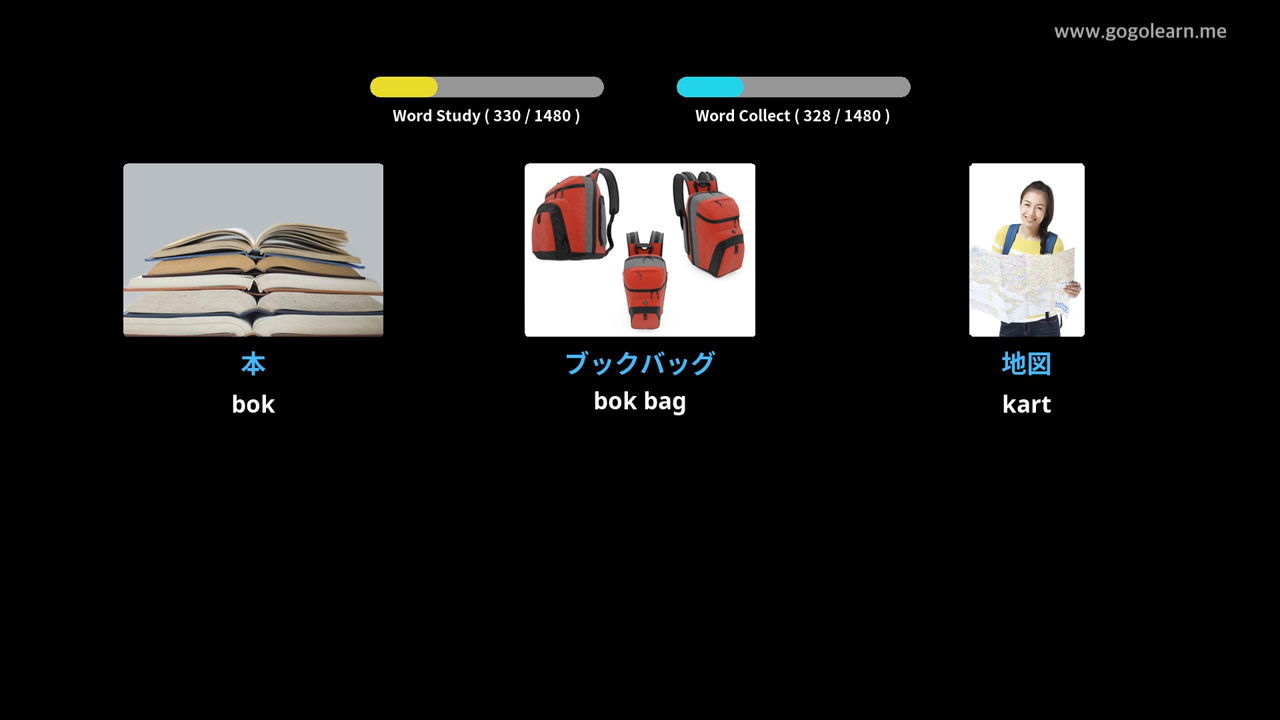 www.gogolearn.me
Word Study ( 330 / 1480 )
Word Collect ( 328 / 1480 )
本
ブックバッグ
地図
bok
bok bag
kart